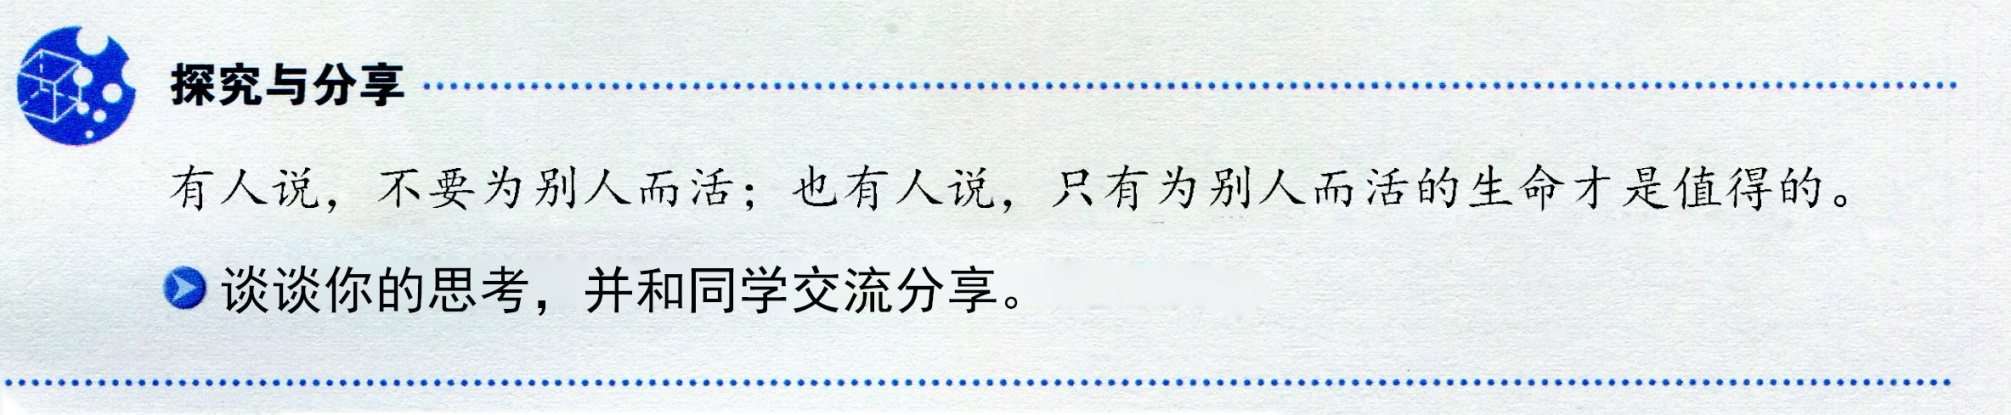 探究与分享
有人说，不要为别人而活；也有人说，只有为别人而活的生命才是值得的。
谈谈你的思考，并和同学交流分享。